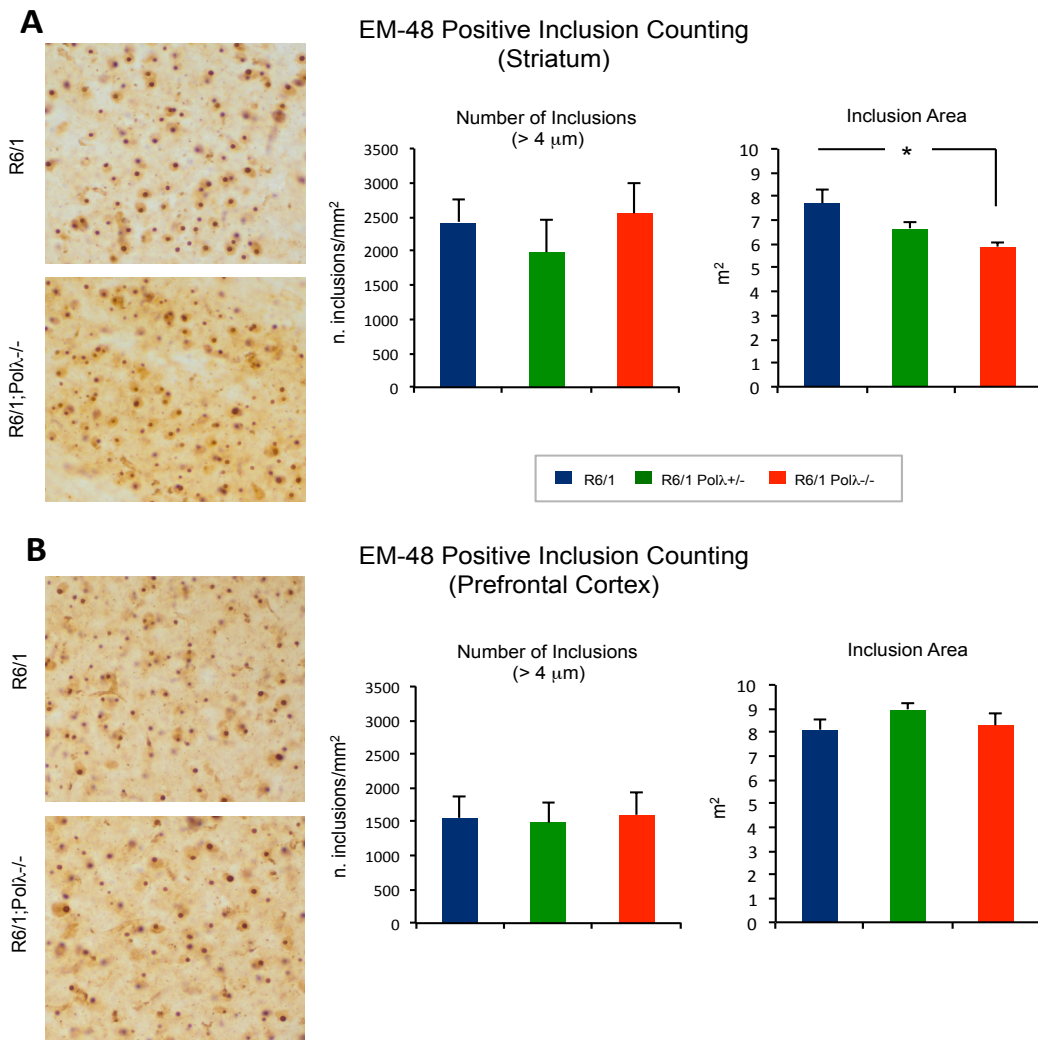 A
EM-48 Positive Inclusion Counting
(Striatum)
R6/1
R6/1;Polλ-/-
Number of Inclusions
(> 4 μm)
n. inclusions/mm²
3500
3000
2500
2000
1500
1000
500
0
Inclusion Area
m²
10
9
8
7
6
5
4
3
2
1
0
*
R6/1
R6/1 Polλ+/-
R6/1 Polλ-/-
B
EM-48 Positive Inclusion Counting
(Prefrontal Cortex)
R6/1
R6/1;Polλ-/-
Number of Inclusions
(> 4 μm)
n. inclusions/mm²
3500
3000
2500
2000
1500
1000
500
0
Inclusion Area
m²
10
9
8
7
6
5
4
3
2
1
0